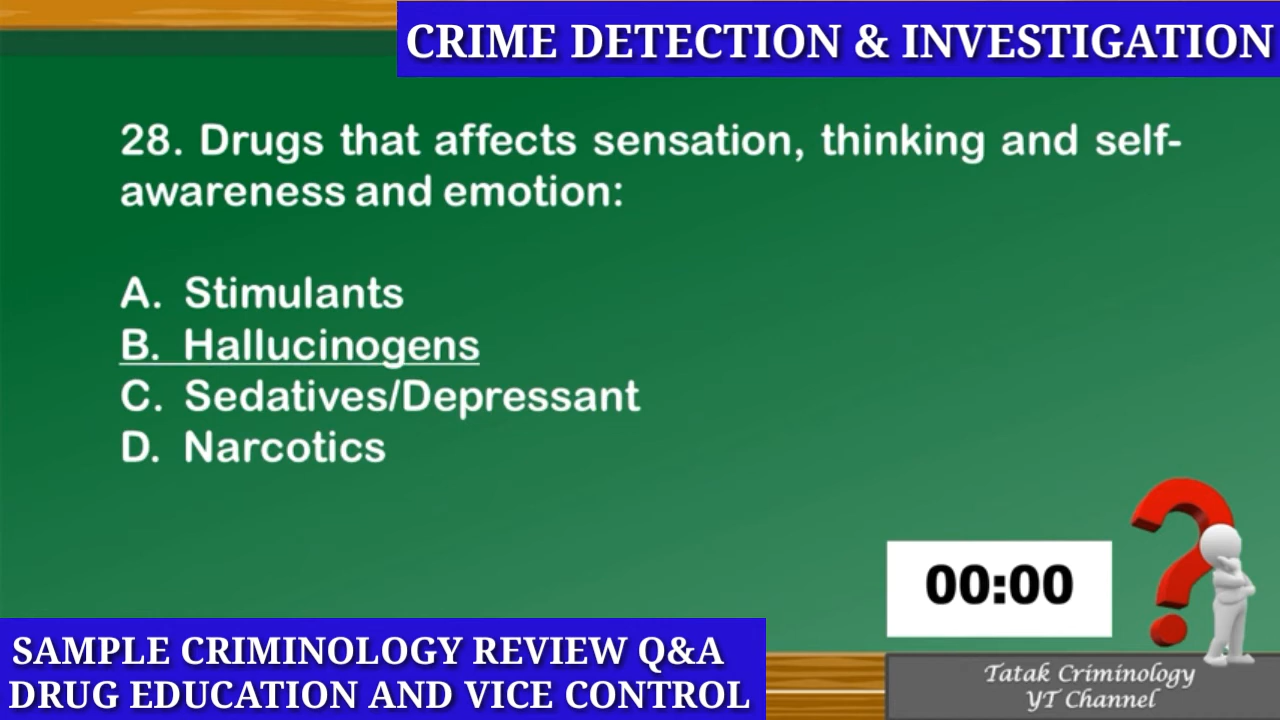 CRIME DETECTION & INVESTIGATION
28. Drugs that affects sensation, thinking and self-
awareness and emotion:
A. Stimulants
B. Hallucinogens
C. Sedatives/Depressant
D. Narcotics
00:00
SAMPLE CRIMINOLOGY REVIEW Q&A
DRUG EDUCATION AND VICE CONTROL
Tatak Criminology
YT Channel